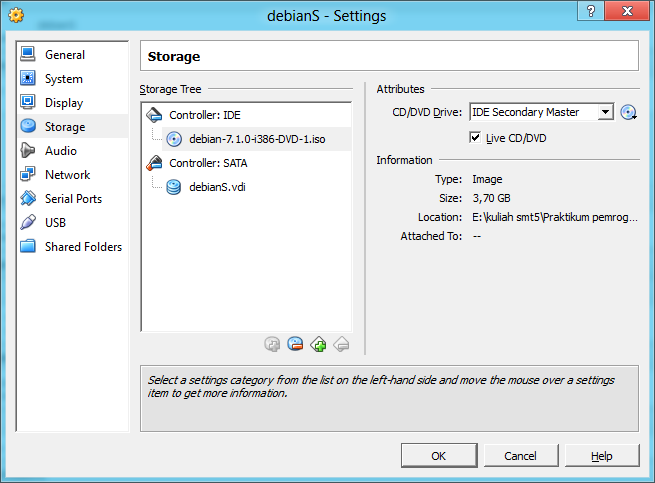 debianS - Settings
?
General
System
Display
Storage
Audio
Network
Serial Ports
USB
Shared Folders
Storage
Storage Tree
Controller: IDE
debian-7.1.0-i386-DVD-1.iso
Controller: SATA
debianS.vdi
Attributes
CD/DVD Drive: IDE Secondary Master
Live CD/DVD
Information
Type: Image
Size: 3,70 GB
Location: E:\kuliah smt5\Praktikum pemrog...
Attached To: --
Select a settings category from the list on the left-hand side and move the mouse over a settings
item to get more information.
OK Cancel Help